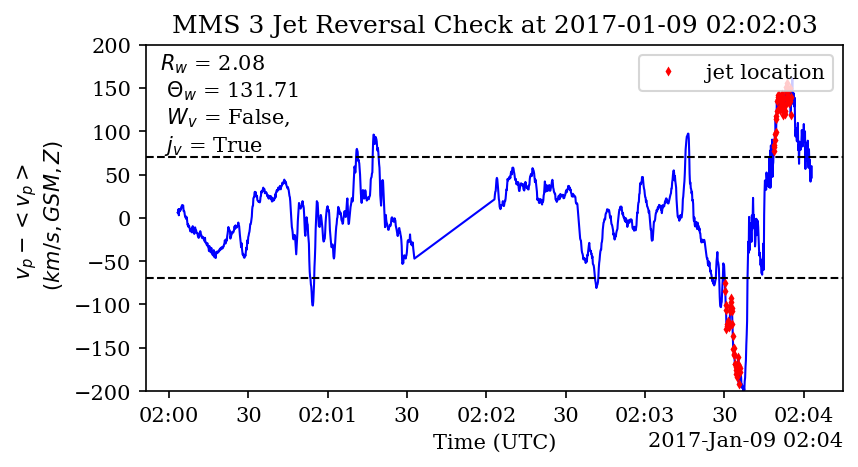 MMS 3 Jet Reversal Check at 2017-01-09 02:02:03
R_w = 2.08
Θ_w = 131.71
W_v = False,
j_v = True
jet location
v_p − < v_p >
(km/s, GSM, Z)
200
150
100
50
0
−50
−100
−150
−200
02:00 30 02:01 30 02:02 30 02:03 30 02:04
Time (UTC)
2017-Jan-09 02:04